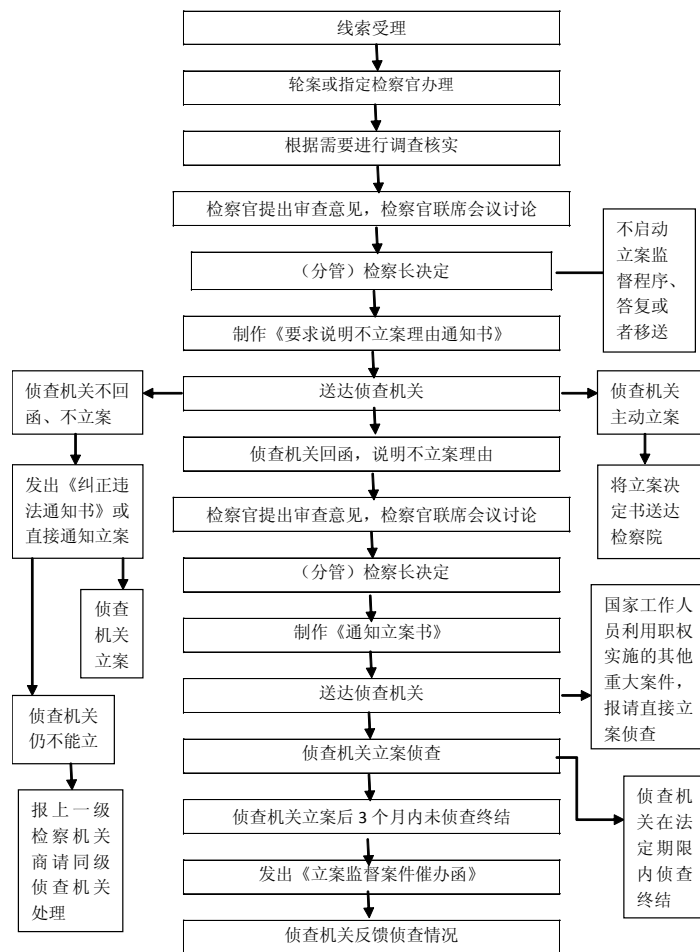 线索受理
轮案或指定检察官办理
根据需要进行调查核实
检察官提出审查意见，检察官联席会议讨论
（分管）检察长决定
不启动
立案监
督程序、
答复或
者移送
制作《要求说明不立案理由通知书》
侦查机关不回
函、不立案
送达侦查机关
侦查机关
主动立案
侦查机关回函，说明不立案理由
发出《纠正违
法通知书》或
直接通知立案
将立案决
定书送达
检察院
检察官提出审查意见，检察官联席会议讨论
（分管）检察长决定
侦查
机关
立案
国家工作人
员利用职权
实施的其他
重大案件，
报请直接立
案侦查
制作《通知立案书》
送达侦查机关
侦查机关
仍不能立
侦查机关立案侦查
报上一级
检察机关
商请同级
侦查机关
处理
侦查机关立案后 3 个月内未侦查终结
侦查机
关在法
定期限
内侦查
终结
发出《立案监督案件催办函》
侦查机关反馈侦查情况